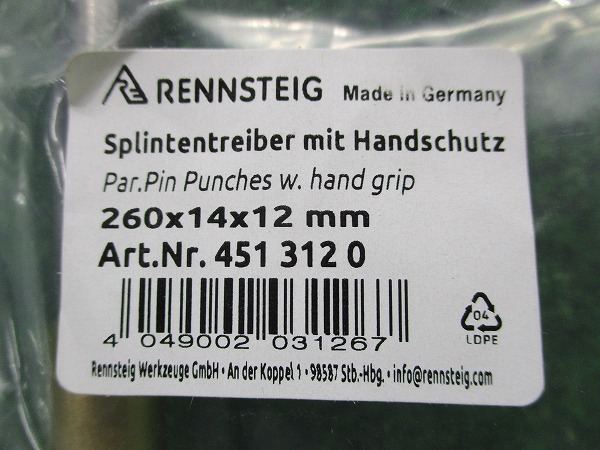 RENNSTEIG Made in Germany
Splintentreiber mit Handschutz
Par.Pin Punches w. hand grip
260x14x12 mm
Art.Nr. 451 312 0
4 049002 031267
04
LDPE
Rennsteig Werkzeuge GmbH • An der Koppel 1 • 98587 Stb.-Hbg. • info@rennsteig.com